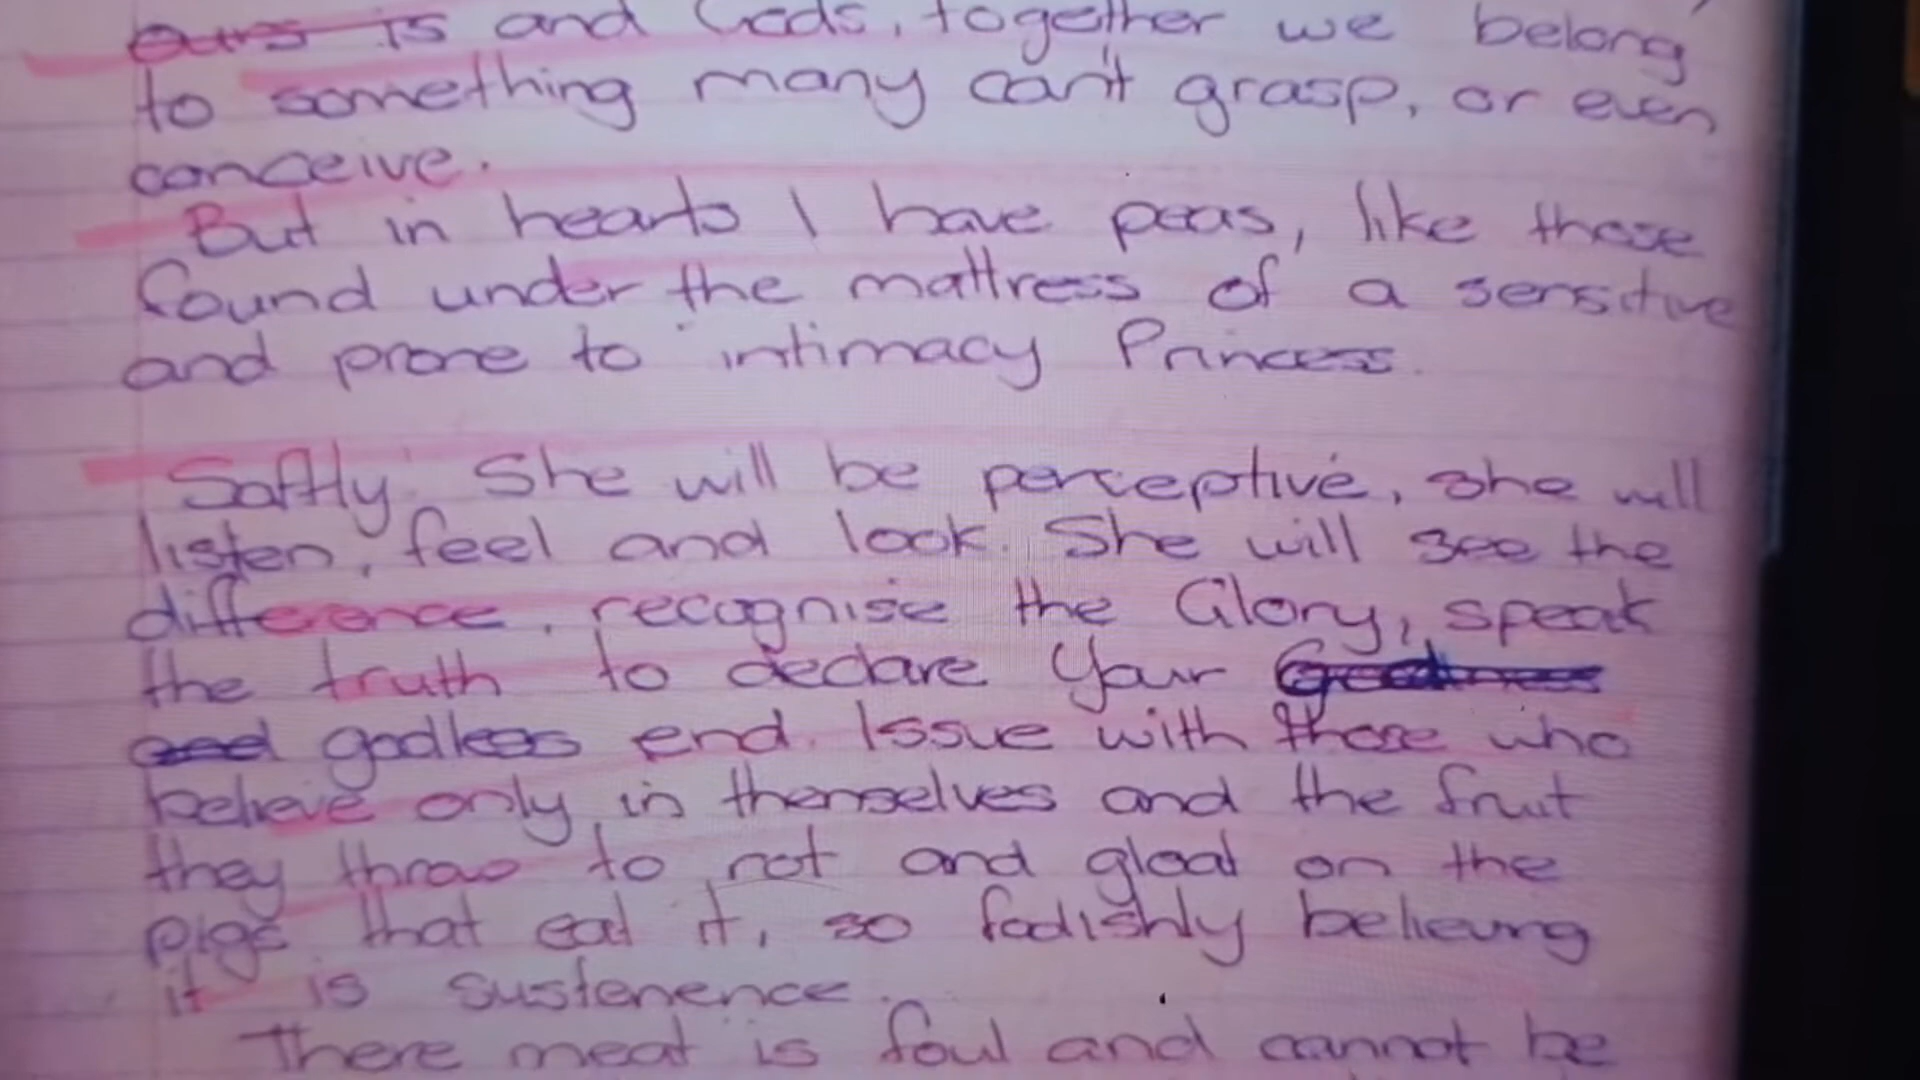 ours is and Gods, together we belong
to something many can't grasp, or even
conceive.
But in hearts I have peas, like those
found under the mattress of a sensitive
and prone to intimacy Princess.
Softly She will be perceptive, she will
listen, feel and look. She will see the
difference, recognise the Glory, speak
the truth to declare your
and godless end. Issue with those who
believe only in themselves and the fruit
they throw to rot and gloat on the
pigs that eat it, so foolishly believing
it is sustenence.
There meat is foul and cannot be